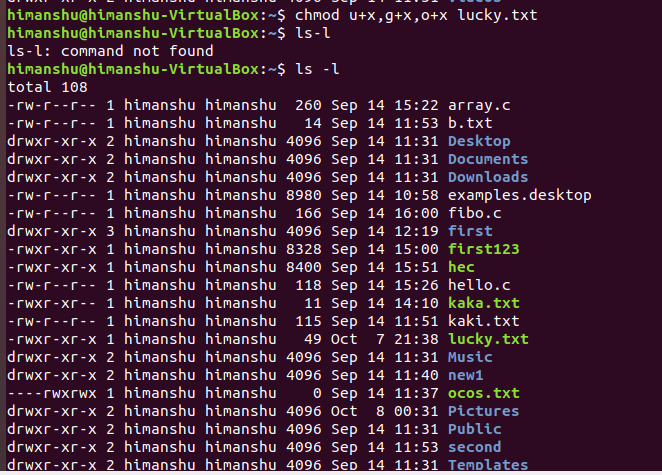 himanshu@himanshu-VirtualBox:~$ chmod u+x,g+x,o+x lucky.txt
himanshu@himanshu-VirtualBox:~$ ls-l
ls-l: command not found
himanshu@himanshu-VirtualBox:~$ ls -l
total 108
-rw-r--r-- 1 himanshu himanshu  260 Sep 14 15:22 array.c
-rw-r--r-- 1 himanshu himanshu   14 Sep 14 11:53 b.txt
drwxr-xr-x 2 himanshu himanshu 4096 Sep 14 11:31 Desktop
drwxr-xr-x 2 himanshu himanshu 4096 Sep 14 11:31 Documents
drwxr-xr-x 2 himanshu himanshu 4096 Sep 14 11:31 Downloads
-rw-r--r-- 1 himanshu himanshu 8980 Sep 14 10:58 examples.desktop
-rw-r--r-- 1 himanshu himanshu  166 Sep 14 16:00 fibo.c
drwxr-xr-x 3 himanshu himanshu 4096 Sep 14 12:19 first
-rwxr-xr-x 1 himanshu himanshu 8328 Sep 14 15:00 first123
-rwxr-xr-x 1 himanshu himanshu 8400 Sep 14 15:51 hec
-rw-r--r-- 1 himanshu himanshu  118 Sep 14 15:26 hello.c
-rwxr-xr-- 1 himanshu himanshu   11 Sep 14 14:10 kaka.txt
-rw-r--r-- 1 himanshu himanshu  115 Sep 14 11:51 kaki.txt
-rwxr-xr-x 1 himanshu himanshu   49 Oct  7 21:38 lucky.txt
drwxr-xr-x 2 himanshu himanshu 4096 Sep 14 11:31 Music
drwxr-xr-x 2 himanshu himanshu 4096 Sep 14 11:40 new1
----rwxrwx 1 himanshu himanshu    0 Sep 14 11:37 ocos.txt
drwxr-xr-x 2 himanshu himanshu 4096 Oct  8 00:31 Pictures
drwxr-xr-x 2 himanshu himanshu 4096 Sep 14 11:31 Public
drwxr-xr-x 2 himanshu himanshu 4096 Sep 14 11:53 second
drwxr-xr-x 2 himanshu himanshu 4096 Sep 14 11:31 Templates